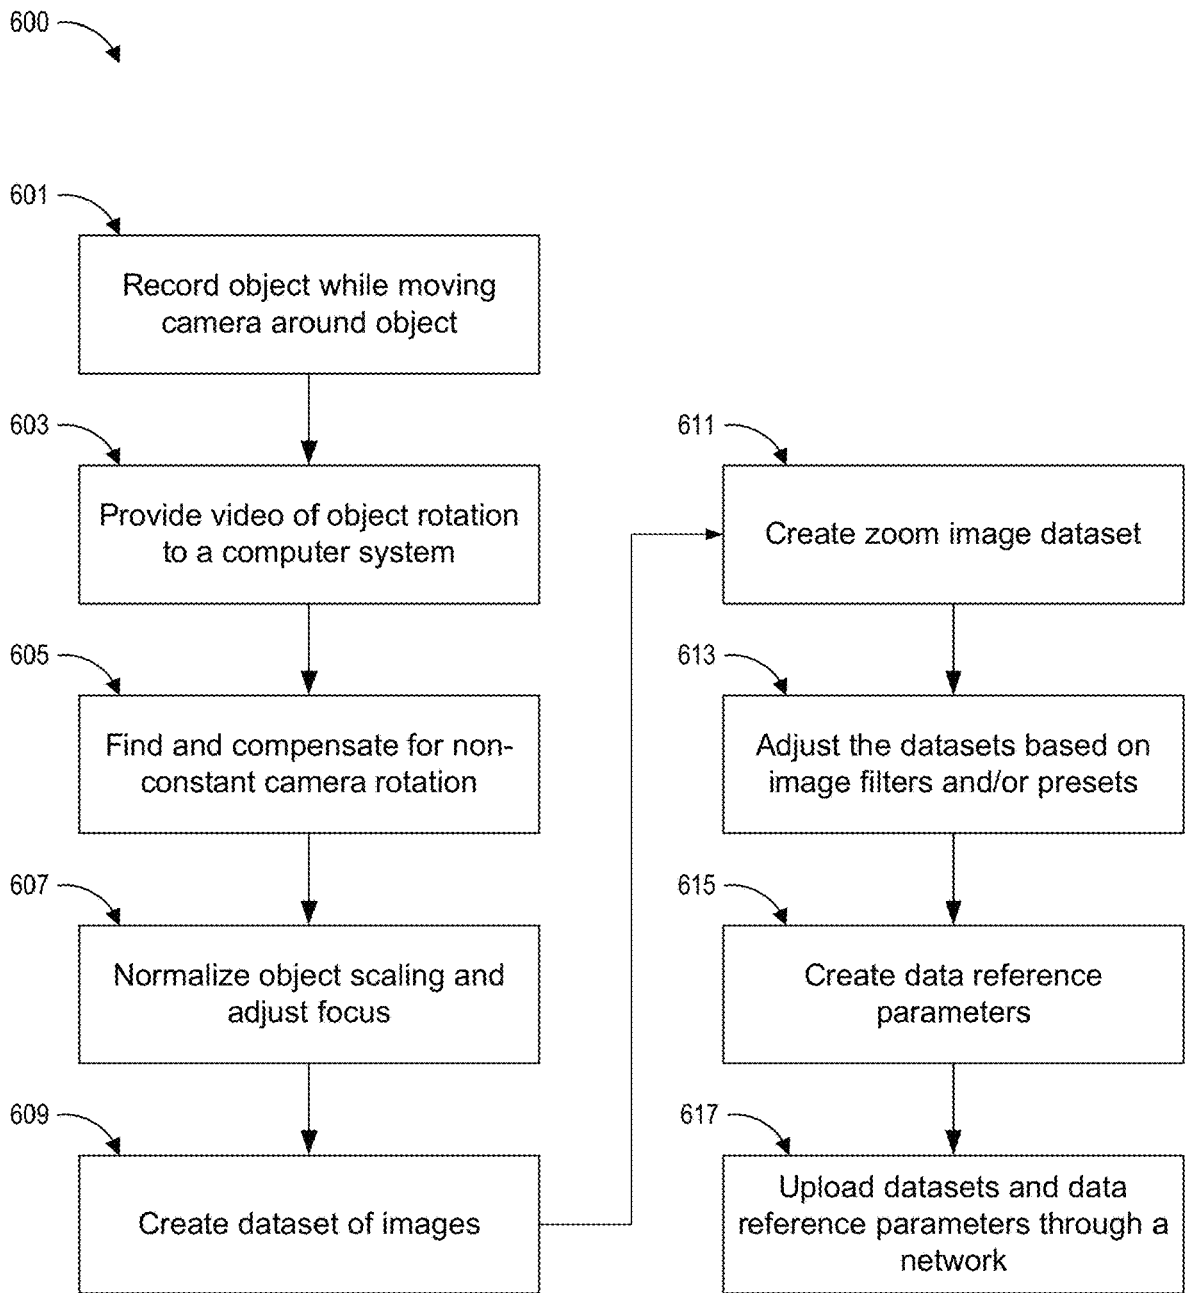 600
601
Record object while moving
camera around object
603
Provide video of object rotation
to a computer system
605
Find and compensate for non-
constant camera rotation
607
Normalize object scaling and
adjust focus
609
Create dataset of images
611
Create zoom image dataset
613
Adjust the datasets based on
image filters and/or presets
615
Create data reference
parameters
617
Upload datasets and data
reference parameters through a
network